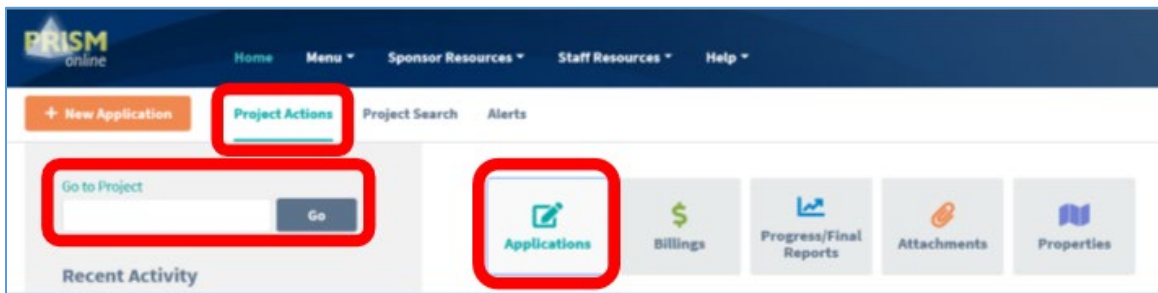 PRISM
online
Home Menu Sponsor Resources Staff Resources Help
+ New Application Project Actions Project Search Alerts
Go to Project
Go
Applications Billings Progress/Final Reports Attachments Properties
Recent Activity